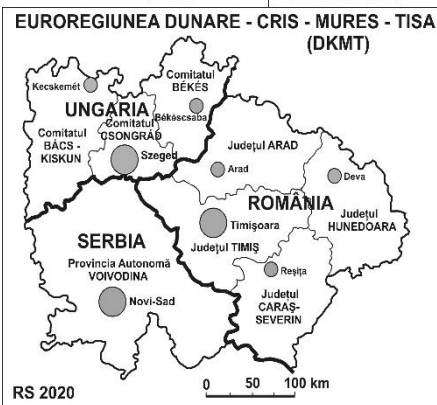 EUROREGIUNEA DUNARE - CRIS - MURES - TISA
(DKMT)
Kecskemét
Comitatul
BÉKÉS
UNGARIA
Békéscsaba
Comitatul
CSONGRÁD
Comitatul
BÁCS -
KISKUN
Szeged
Județul ARAD
Arad
Deva
ROMÂNIA
Județul
HUNEDOARA
Timișoara
Județul TIMIȘ
SERBIA
Provincia Autonomă
VOIVODINA
Novi-Sad
Reșița
Județul
CARAȘ-
SEVERIN
RS 2020
0 50 100 km